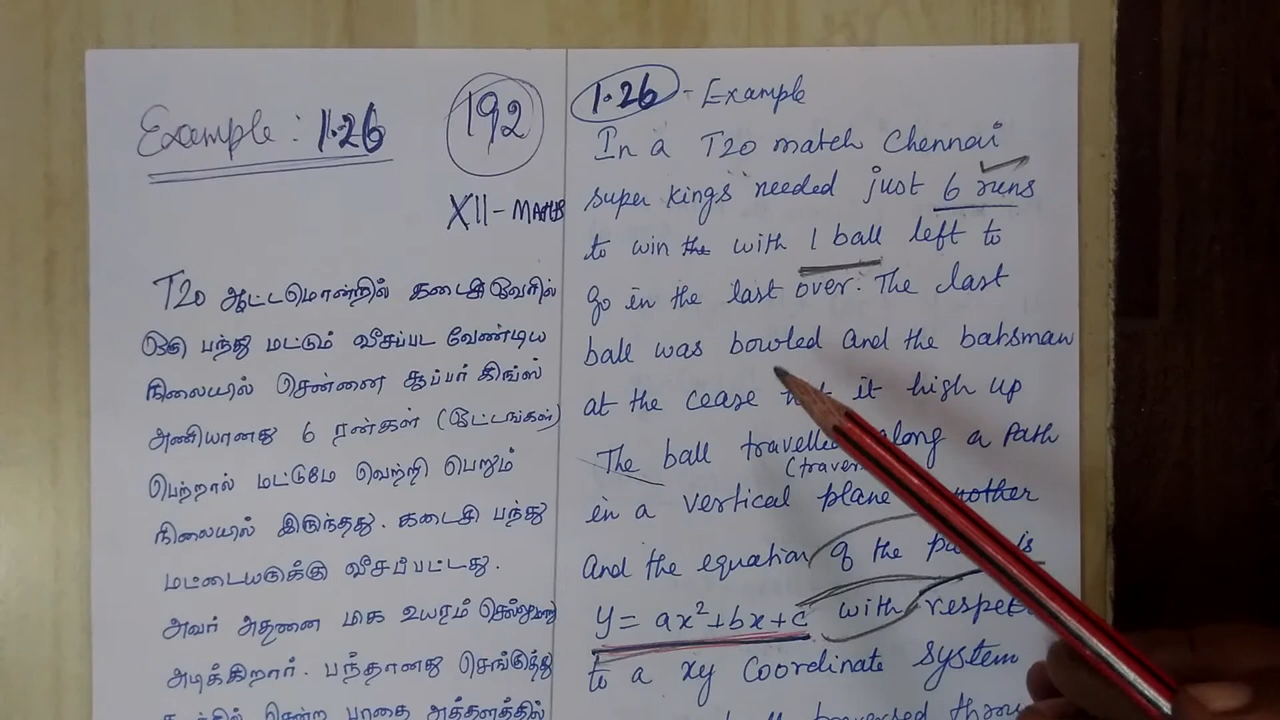 Example : 1.26
192
XII - MATHS
T20 ஆட்டமொன்றில் கடைசி ஓவரில்
ஒரு பந்து மட்டும் வீசப்பட வேண்டிய
நிலையில் சென்னை சூப்பர் கிங்ஸ்
அணியானது 6 ரன்கள் (ஓட்டங்கள்)
பெற்றால் மட்டுமே வெற்றி பெறும்
நிலையில் இருந்தது. கடைசி பந்து
மட்டையருக்கு வீசப்பட்டது.
அவர் அதனை மிக உயரம் செல்லுமாறு
அடிக்கிறார். பந்தானது செங்குத்து
சென்ற பாதை அத்தளத்தில்
1.26 - Example
In a T20 match Chennai
super kings needed just 6 runs
to win the with 1 ball left to
go in the last over. The last
ball was bowled and the batsman
at the cease it high up
The ball along a path
in a vertical plane
and the equation of the is
y = ax²+bx+c with
to a xy coordinate system